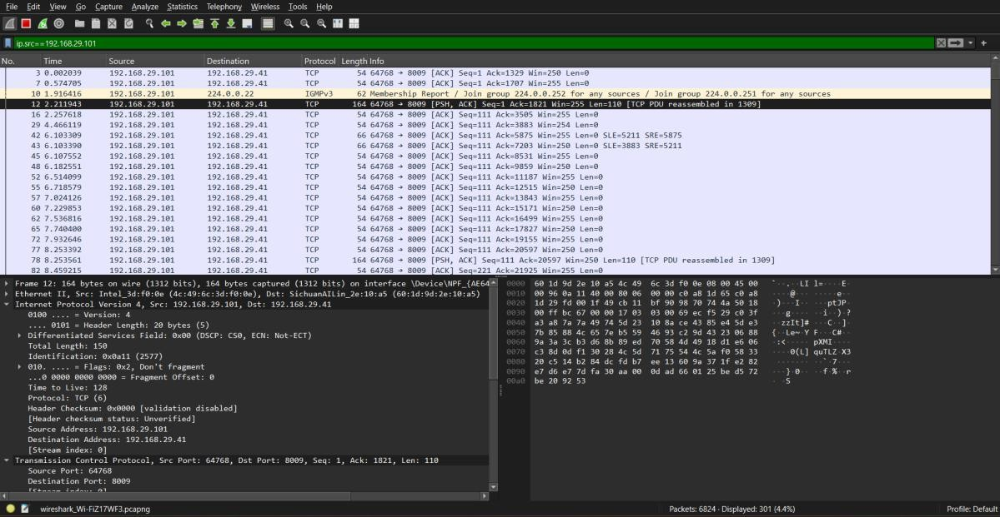 File Edit View Go Capture Analyze Statistics Telephony Wireless Tools Help
ip.src==192.168.29.101
No. Time Source Destination Protocol Length Info
3 0.002039 192.168.29.101 192.168.29.41 TCP 54 64768 → 8009 [ACK] Seq=1 Ack=1329 Win=250 Len=0
7 0.574705 192.168.29.101 192.168.29.41 TCP 54 64768 → 8009 [ACK] Seq=1 Ack=1707 Win=255 Len=0
10 1.916416 192.168.29.101 224.0.0.22 IGMPv3 62 Membership Report / Join group 224.0.0.252 for any sources / Join group 224.0.0.251 for any sources
12 2.211943 192.168.29.101 192.168.29.41 TCP 164 64768 → 8009 [PSH, ACK] Seq=1 Ack=1821 Win=255 Len=110 [TCP PDU reassembled in 1309]
16 2.257618 192.168.29.101 192.168.29.41 TCP 54 64768 → 8009 [ACK] Seq=111 Ack=3505 Win=255 Len=0
29 4.466119 192.168.29.101 192.168.29.41 TCP 54 64768 → 8009 [ACK] Seq=111 Ack=3883 Win=254 Len=0
42 6.103309 192.168.29.101 192.168.29.41 TCP 66 64768 → 8009 [ACK] Seq=111 Ack=5875 Win=255 Len=0 SLE=5211 SRE=5875
43 6.103390 192.168.29.101 192.168.29.41 TCP 66 64768 → 8009 [ACK] Seq=111 Ack=7203 Win=250 Len=0 SLE=3883 SRE=5211
45 6.107552 192.168.29.101 192.168.29.41 TCP 54 64768 → 8009 [ACK] Seq=111 Ack=8531 Win=255 Len=0
48 6.182551 192.168.29.101 192.168.29.41 TCP 54 64768 → 8009 [ACK] Seq=111 Ack=9859 Win=250 Len=0
52 6.514099 192.168.29.101 192.168.29.41 TCP 54 64768 → 8009 [ACK] Seq=111 Ack=11187 Win=255 Len=0
55 6.718579 192.168.29.101 192.168.29.41 TCP 54 64768 → 8009 [ACK] Seq=111 Ack=12515 Win=250 Len=0
57 7.024126 192.168.29.101 192.168.29.41 TCP 54 64768 → 8009 [ACK] Seq=111 Ack=13843 Win=255 Len=0
60 7.229853 192.168.29.101 192.168.29.41 TCP 54 64768 → 8009 [ACK] Seq=111 Ack=15171 Win=250 Len=0
62 7.536816 192.168.29.101 192.168.29.41 TCP 54 64768 → 8009 [ACK] Seq=111 Ack=16499 Win=255 Len=0
65 7.740400 192.168.29.101 192.168.29.41 TCP 54 64768 → 8009 [ACK] Seq=111 Ack=17827 Win=250 Len=0
72 7.932646 192.168.29.101 192.168.29.41 TCP 54 64768 → 8009 [ACK] Seq=111 Ack=19155 Win=255 Len=0
77 8.253392 192.168.29.101 192.168.29.41 TCP 54 64768 → 8009 [ACK] Seq=111 Ack=20597 Win=250 Len=0
78 8.253561 192.168.29.101 192.168.29.41 TCP 164 64768 → 8009 [PSH, ACK] Seq=111 Ack=20597 Win=250 Len=110 [TCP PDU reassembled in 1309]
82 8.459215 192.168.29.101 192.168.29.41 TCP 54 64768 → 8009 [ACK] Seq=221 Ack=21925 Win=255 Len=0
Frame 12: 164 bytes on wire (1312 bits), 164 bytes captured (1312 bits) on interface \Device\NPF_{AE64
Ethernet II, Src: Intel_3d:f0:0e (4c:49:6c:3d:f0:0e), Dst: SichuanAILin_2e:10:a5 (60:1d:9d:2e:10:a5)
Internet Protocol Version 4, Src: 192.168.29.101, Dst: 192.168.29.41
0100 .... = Version: 4
.... 0101 = Header Length: 20 bytes (5)
Differentiated Services Field: 0x00 (DSCP: CS0, ECN: Not-ECT)
Total Length: 150
Identification: 0x0a11 (2577)
010. .... = Flags: 0x2, Don't fragment
...0 0000 0000 0000 = Fragment Offset: 0
Time to Live: 128
Protocol: TCP (6)
Header Checksum: 0x0000 [validation disabled]
[Header checksum status: Unverified]
Source Address: 192.168.29.101
Destination Address: 192.168.29.41
[Stream index: 0]
Transmission Control Protocol, Src Port: 64768, Dst Port: 8009, Seq: 1, Ack: 1821, Len: 110
Source Port: 64768
Destination Port: 8009
[Stream index: 0]
0000 60 1d 9d 2e 10 a5 4c 49 6c 3d f0 0e 08 00 45 00
0010 00 96 0a 11 40 00 80 06 00 00 c0 a8 1d 65 c0 a8
0020 1d 29 fd 00 1f 49 cb 11 bf 90 98 70 74 4a 50 18
0030 00 ff bc 67 00 00 17 03 03 00 69 ec f5 29 c0 3f
0040 a3 a8 7a 7a 49 74 5d 23 10 8a ce 43 85 e4 5d e3
0050 7b 85 88 4c 65 7e b5 59 46 93 c2 9d 43 23 06 88
0060 9a 3a 3c b3 d6 8b 89 ed 70 58 4d 49 18 d1 e6 06
0070 c3 8d 0d f1 30 28 4c 5d 71 75 54 4c 5a f0 58 33
0080 20 c5 14 b2 84 dc fd b7 ee 13 60 9a 37 1f e2 82
0090 e7 d6 e7 7d fa 30 aa 00 0d ad 66 01 25 be d5 72
00a0 be 20 92 53
wireshark_Wi-FiZ17WF3.pcapng
Packets: 6824 · Displayed: 301 (4.4%)
Profile: Default